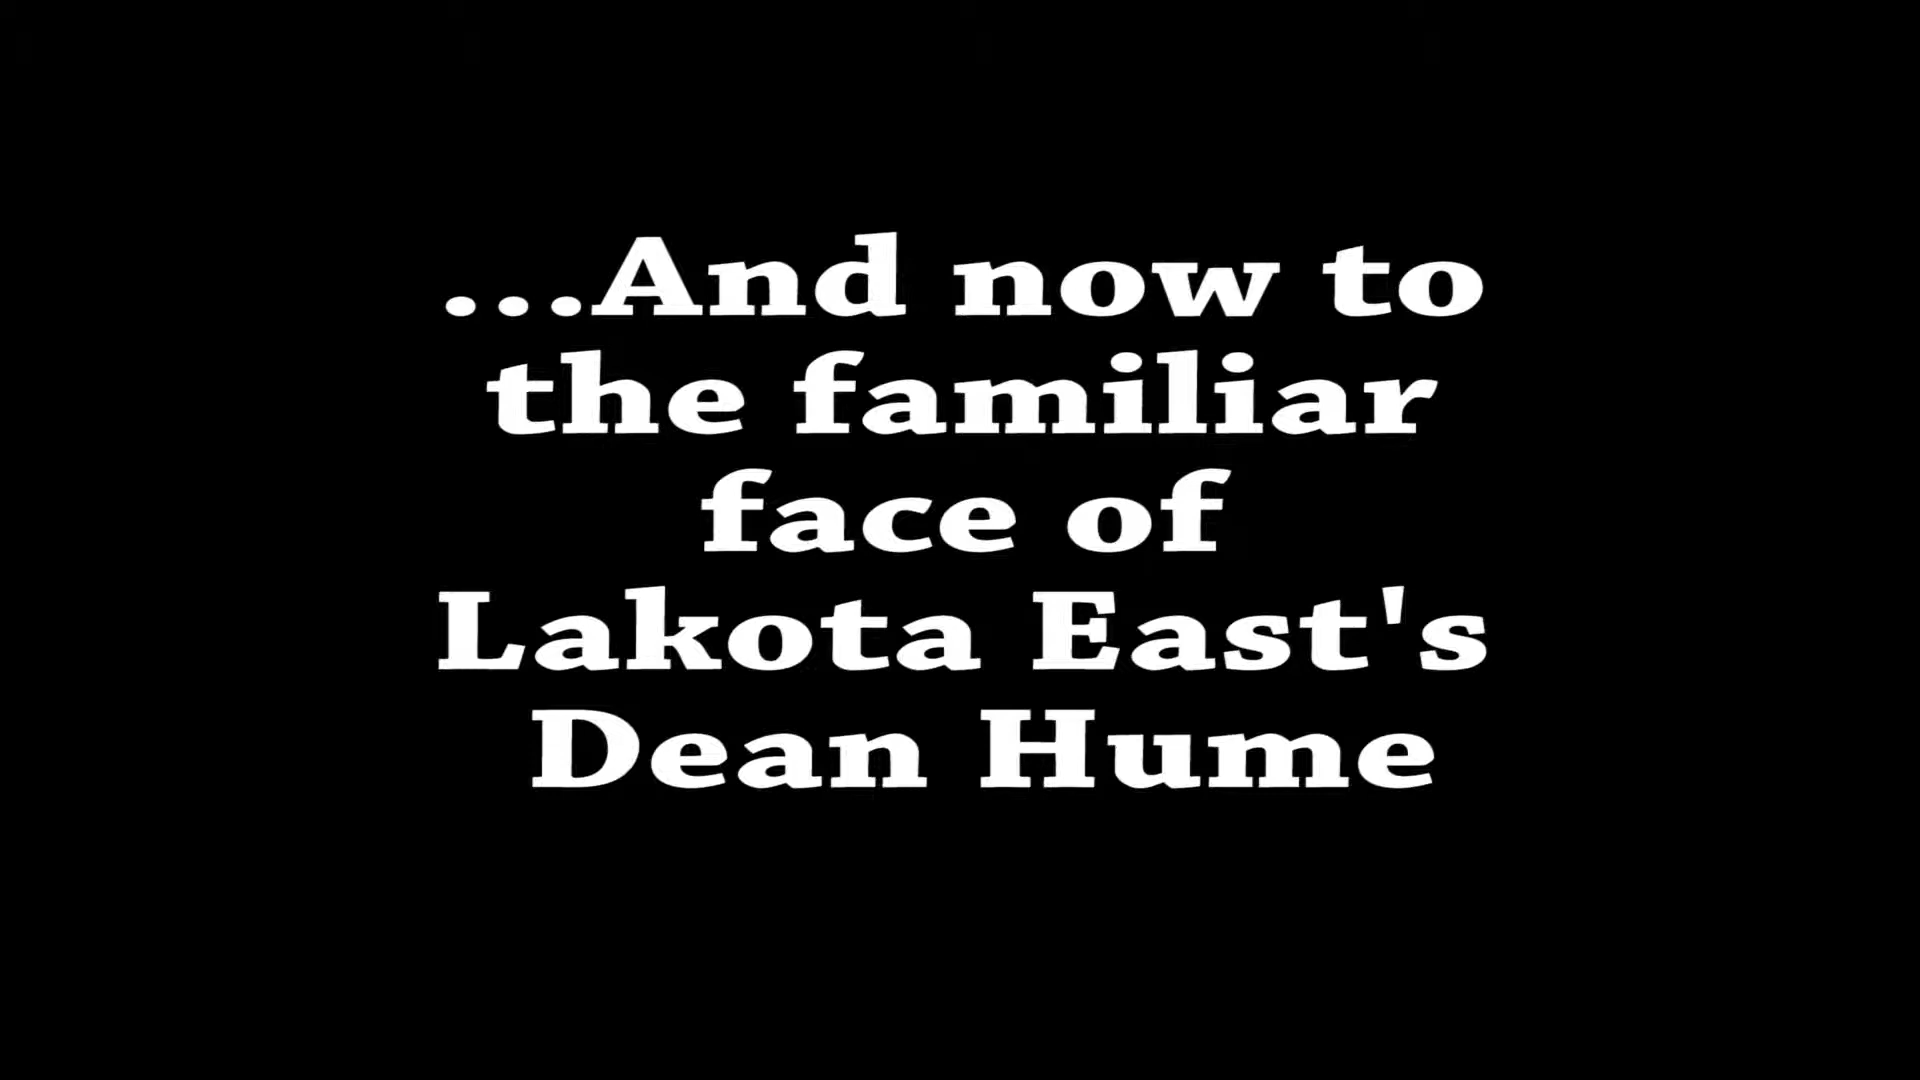 ...And now to
the familiar
face of
Lakota East's
Dean Hume